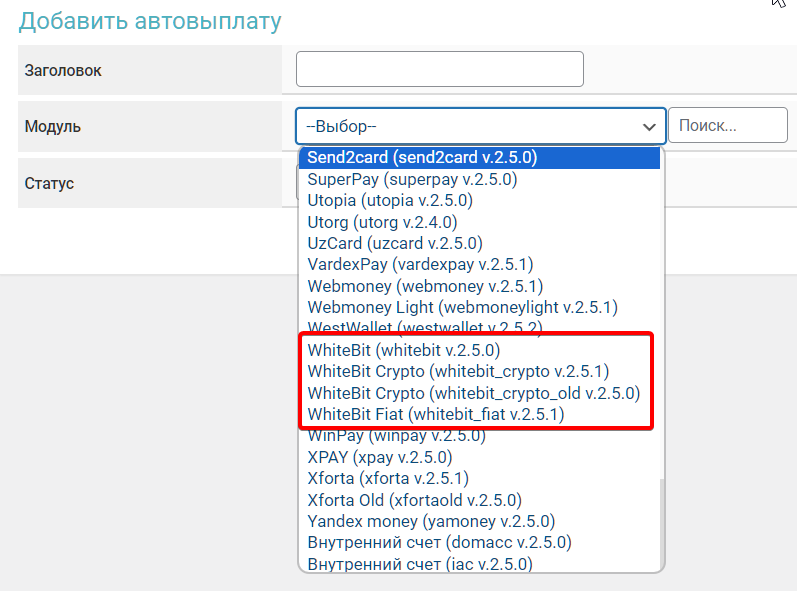 Добавить автовыплату
Заголовок
Модуль
--Выбор--
Поиск...
Статус
Send2card (send2card v.2.5.0)
SuperPay (superpay v.2.5.0)
Utopia (utopia v.2.5.0)
Utorg (utorg v.2.4.0)
UzCard (uzcard v.2.5.0)
VardexPay (vardexpay v.2.5.1)
Webmoney (webmoney v.2.5.1)
Webmoney Light (webmoneylight v.2.5.1)
WestWallet (westwallet v.2.5.2)
WhiteBit (whitebit v.2.5.0)
WhiteBit Crypto (whitebit_crypto v.2.5.1)
WhiteBit Crypto (whitebit_crypto_old v.2.5.0)
WhiteBit Fiat (whitebit_fiat v.2.5.1)
WinPay (winpay v.2.5.0)
XPAY (xpay v.2.5.0)
Xforta (xforta v.2.5.1)
Xforta Old (xfortaold v.2.5.0)
Yandex money (yamoney v.2.5.0)
Внутренний счет (domacc v.2.5.0)
Внутренний счет (iac v.2.5.0)